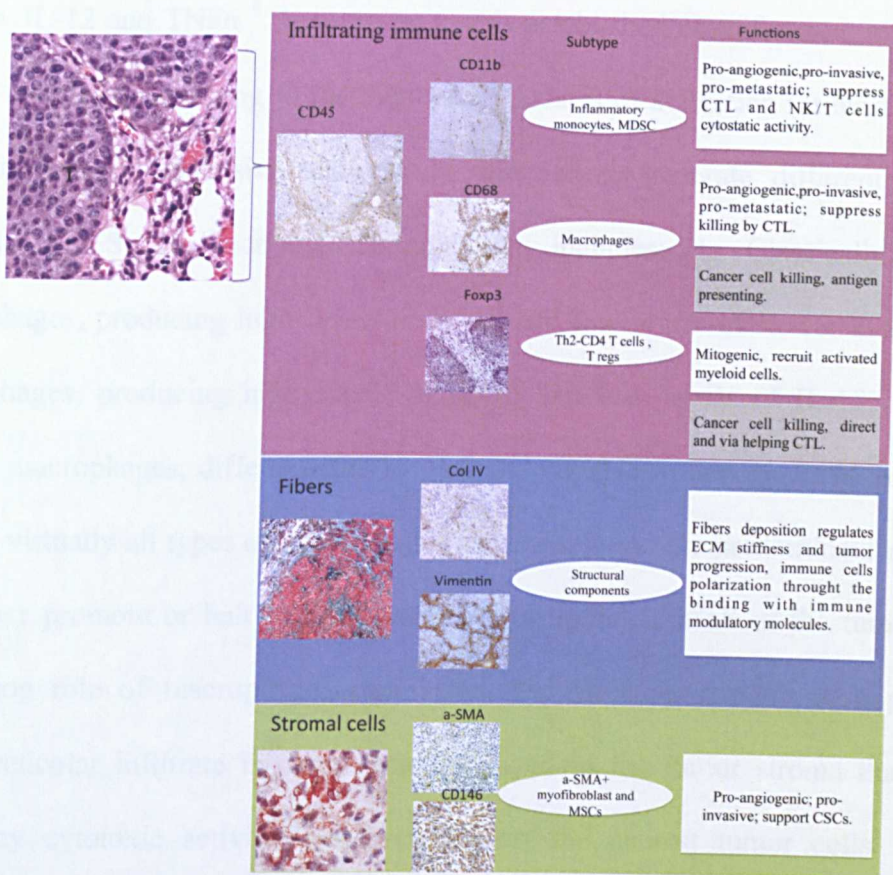 Infiltrating immune cells
Subtype
Functions
CD45
CD11b
Inflammatory
monocytes, MDSC
Pro-angiogenic,pro-invasive,
pro-metastatic; suppress
CTL and NK/T cells
cytostatic activity.
T
S
CD68
Macrophages
Pro-angiogenic,pro-invasive,
pro-metastatic; suppress
killing by CTL.
Cancer cell killing, antigen
presenting.
Foxp3
Th2-CD4 T cells ,
T regs
Mitogenic, recruit activated
myeloid cells.
Cancer cell killing, direct
and via helping CTL.
Fibers
Col IV
Vimentin
Structural
components
Fibers deposition regulates
ECM stiffness and tumor
progression, immune cells
polarization throught the
binding with immune
modulatory molecules.
Stromal cells
a-SMA
CD146
a-SMA+
myofibroblast and
MSCs
Pro-angiogenic; pro-
invasive; support CSCs.